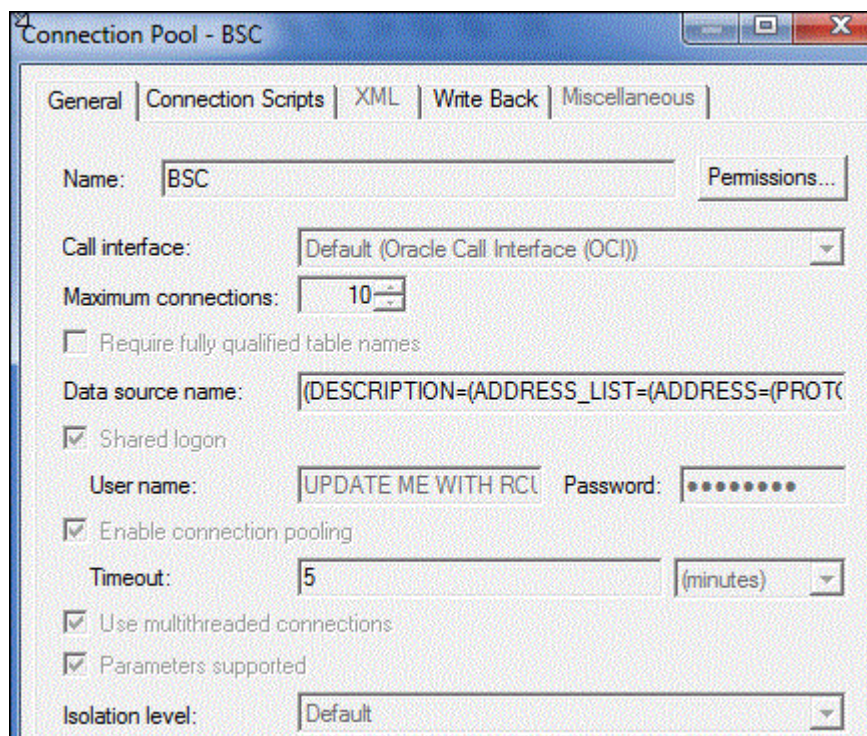 Connection Pool - BSC
General Connection Scripts XML Write Back Miscellaneous
Name: BSC Permissions...
Call interface: Default (Oracle Call Interface (OCI))
Maximum connections: 10
Require fully qualified table names
Data source name: (DESCRIPTION=(ADDRESS_LIST=(ADDRESS=(PROTO
Shared logon
User name: UPDATE ME WITH RCU Password: ••••••••
Enable connection pooling
Timeout: 5 (minutes)
Use multithreaded connections
Parameters supported
Isolation level: Default